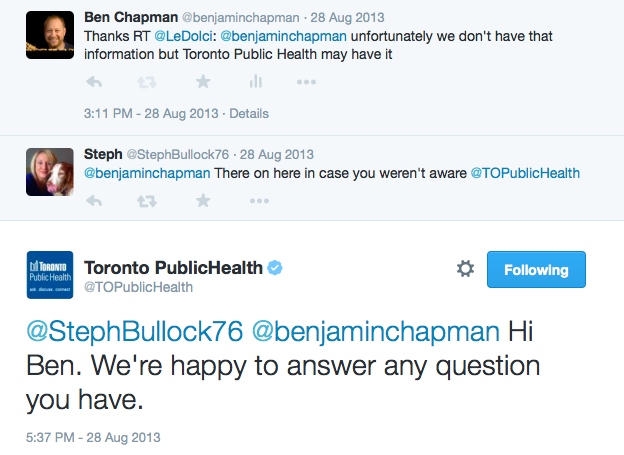 Ben Chapman @benjaminchapman · 28 Aug 2013
Thanks RT @LeDolci: @benjaminchapman unfortunately we don't have that
information but Toronto Public Health may have it
3:11 PM - 28 Aug 2013 · Details
Steph @StephBullock76 · 28 Aug 2013
@benjaminchapman There on here in case you weren't aware @TOPublicHealth
TORONTO
Public Health
ask discuss connect
Toronto PublicHealth
@TOPublicHealth
Following
@StephBullock76 @benjaminchapman Hi
Ben. We're happy to answer any question
you have.
5:37 PM - 28 Aug 2013